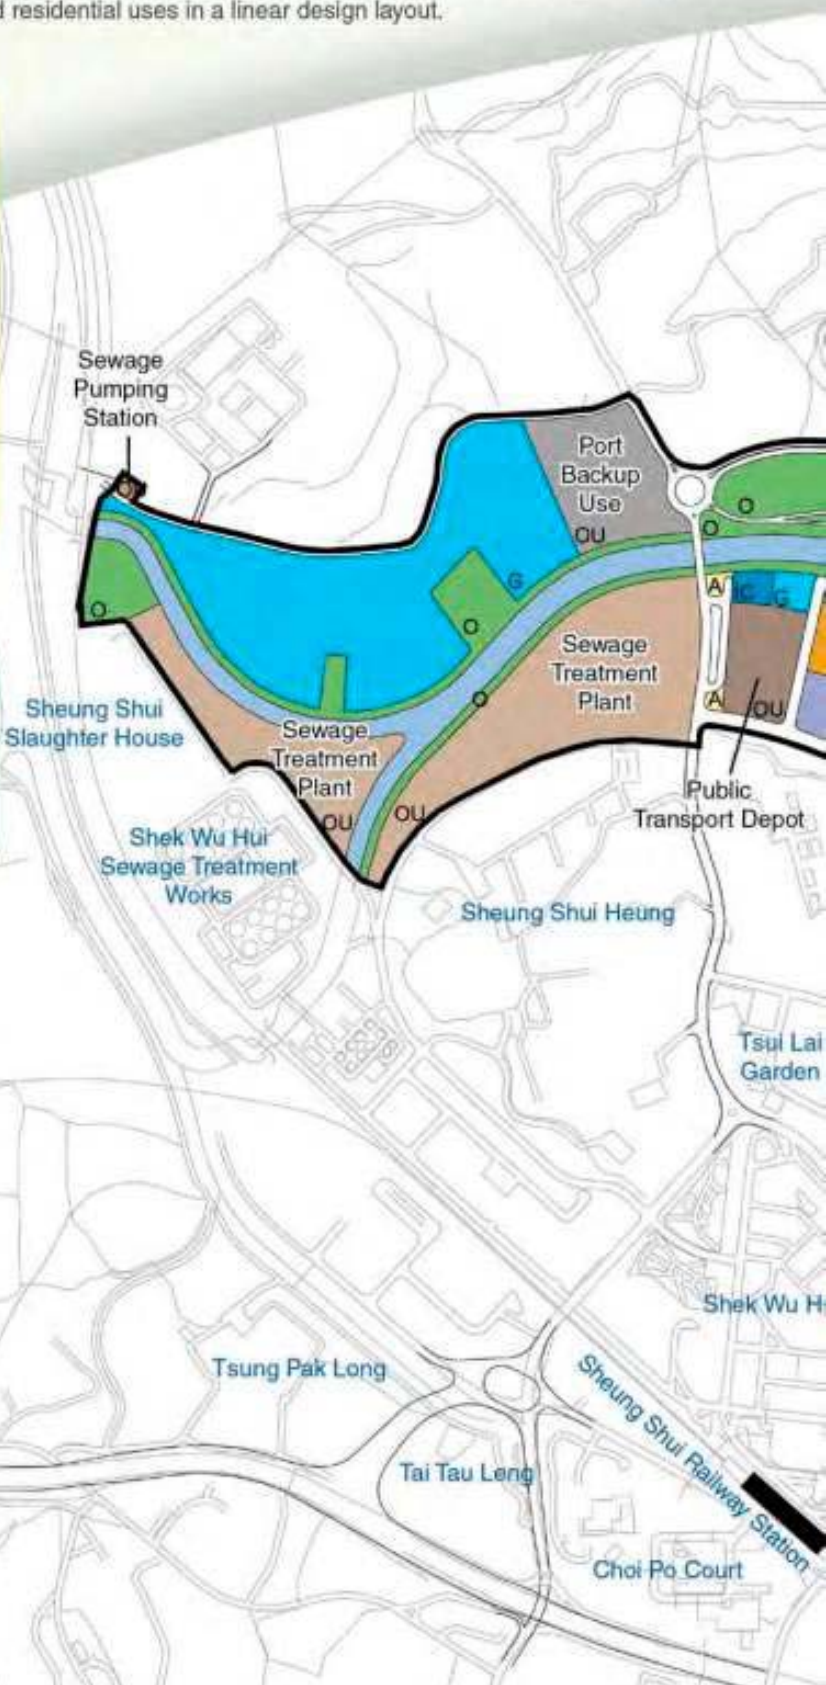 residential uses in a linear design layout.
Sewage
Pumping
Station
Port
Backup
Use
OU
O
O
G
O
O
A
G
Sewage
Treatment
Plant
O
A
OU
Sheung Shui
Slaughter House
Sewage
Treatment
Plant
OU
OU
Public
Transport Depot
Shek Wu Hui
Sewage Treatment
Works
Sheung Shui Heung
Tsui Lai
Garden
Shek Wu H
Tsung Pak Long
Sheung Shui Railway Station
Tai Tau Leng
Choi Po Court